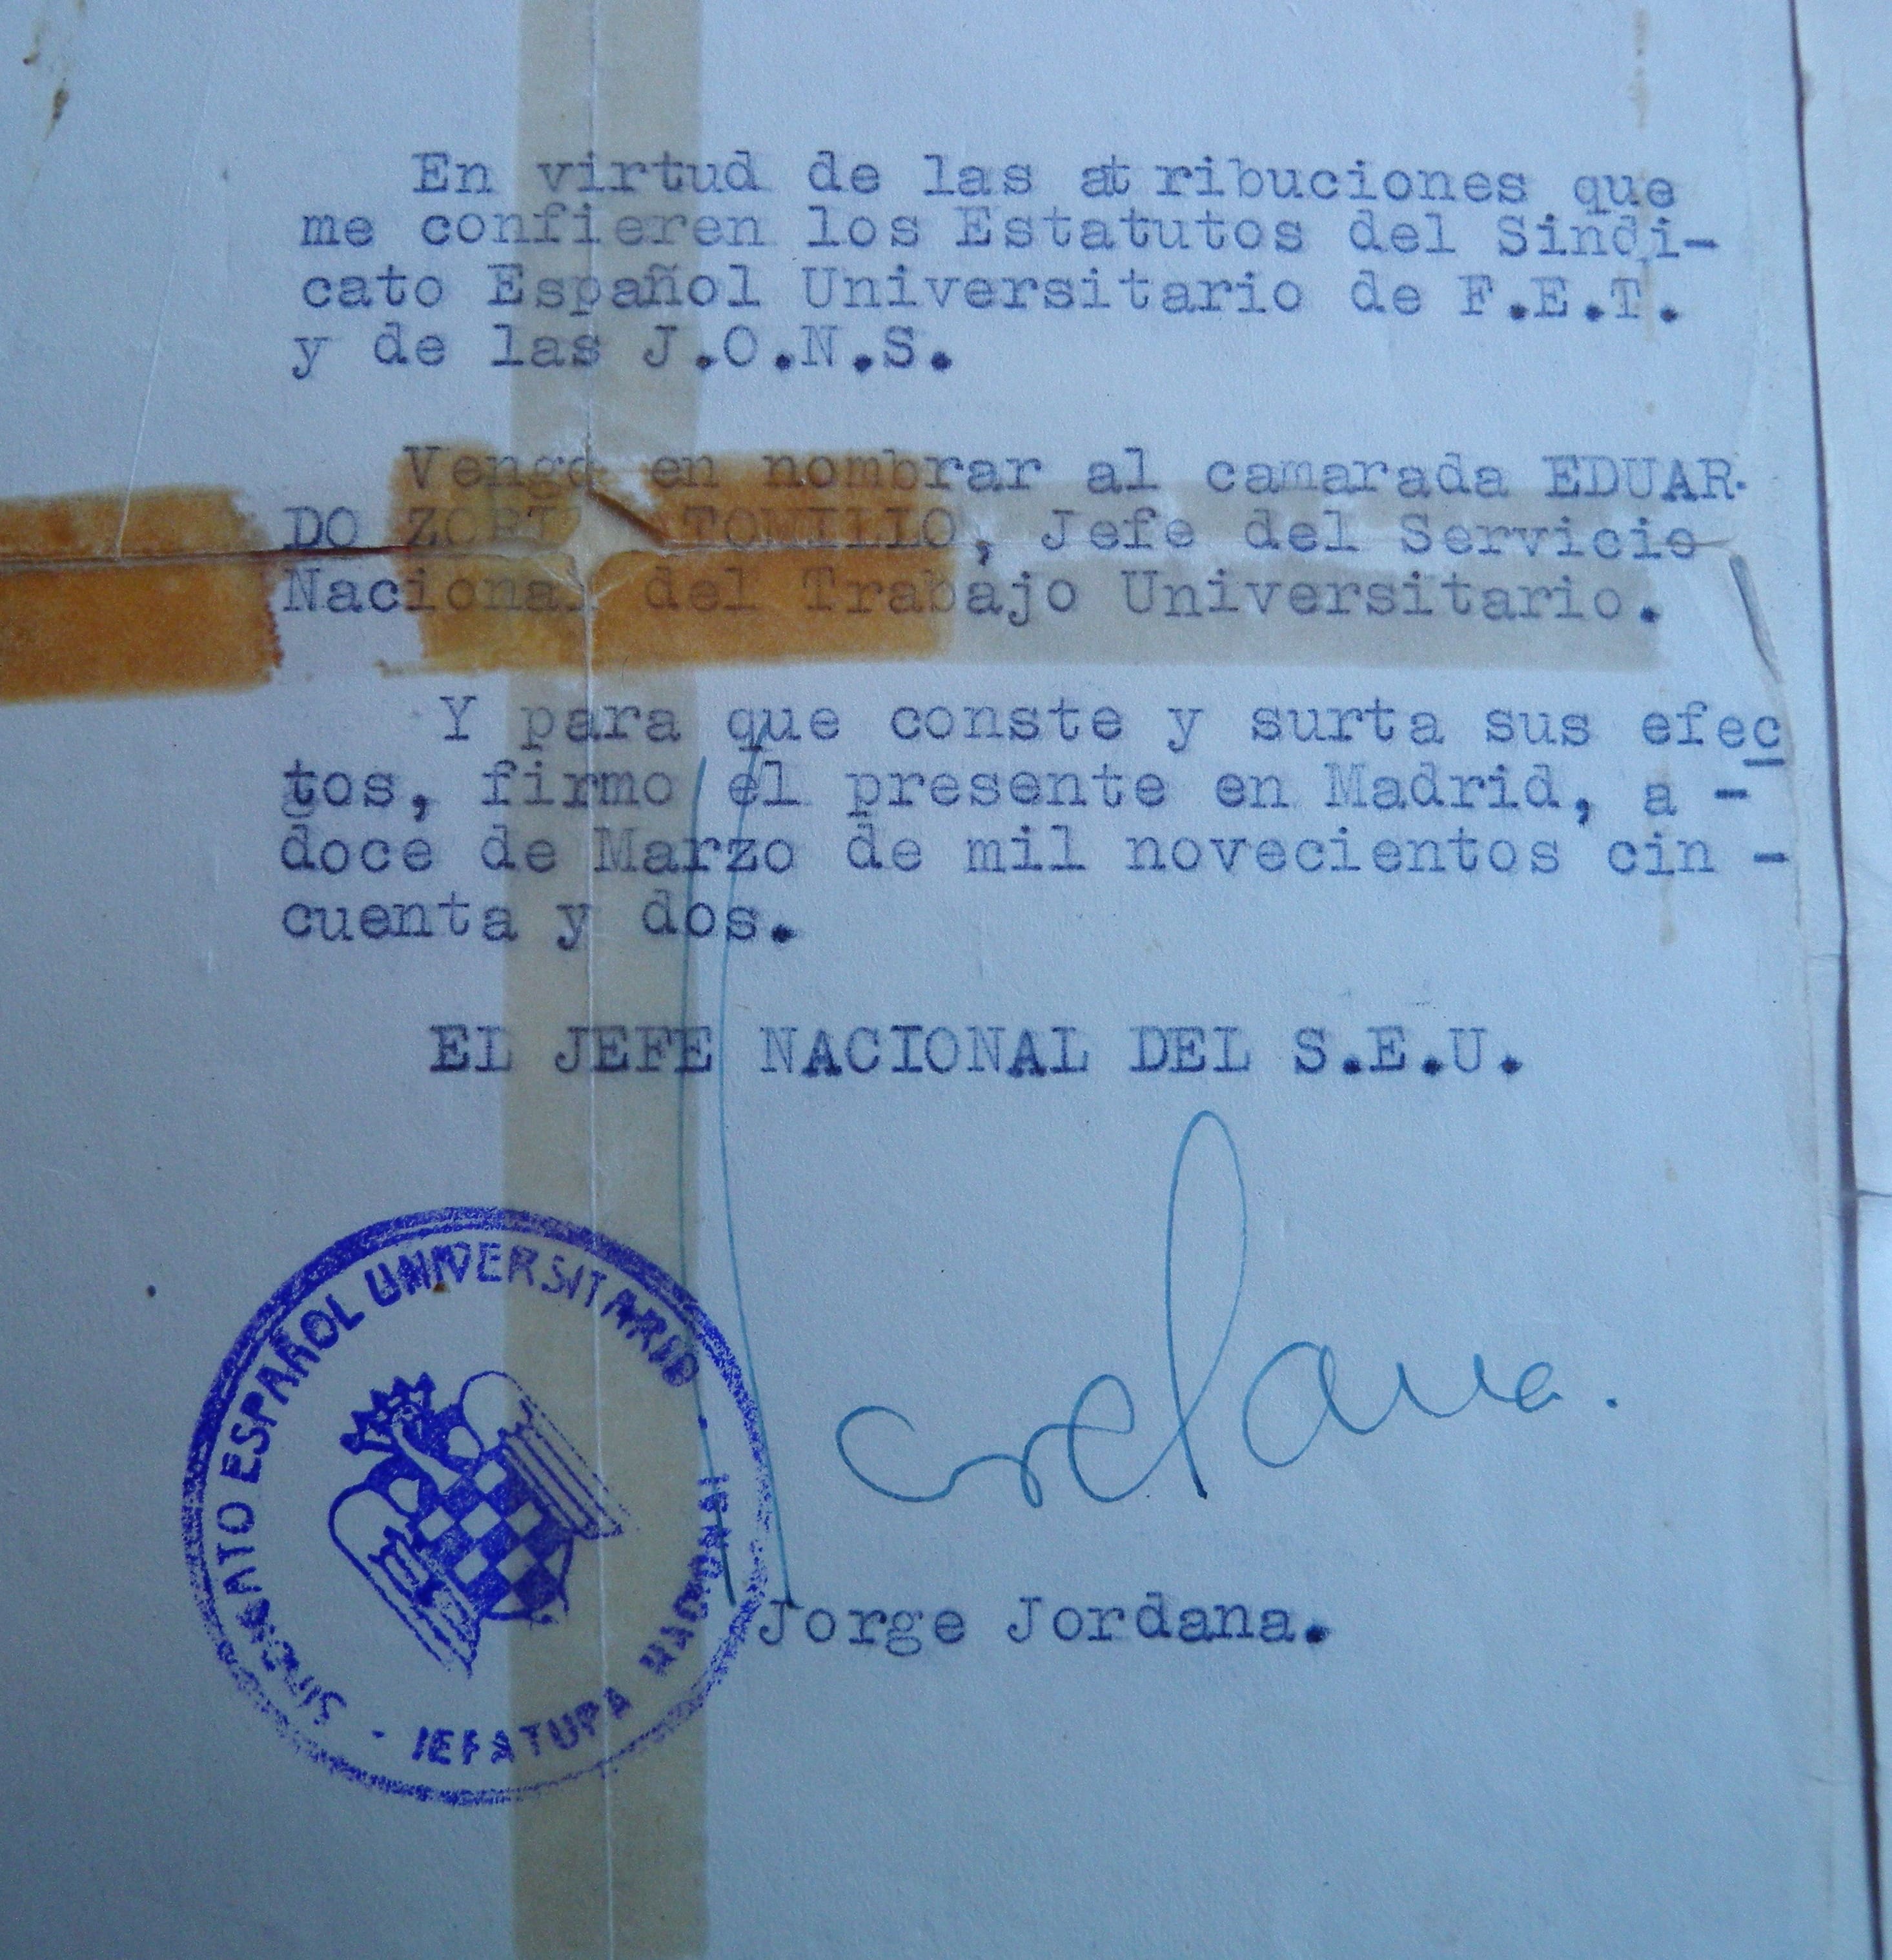 En virtud de las atribuciones que
me confieren los Estatutos del Sindi-
cato Español Universitario de F.E.T.
y de las J.O.N.S.
Vengo en nombrar al camarada EDUAR-
DO TOMILLO, Jefe del Servicio
Nacional del Trabajo Universitario.
Y para que conste y surta sus efec
tos, firmo el presente en Madrid, a -
doce de Marzo de mil novecientos cin -
cuenta y dos.
EL JEFE NACIONAL DEL S.E.U.
Jordana.
SINDICATO ESPAÑOL UNIVERSITARIO - JEFATURA NACIONAL -
Jorge Jordana.